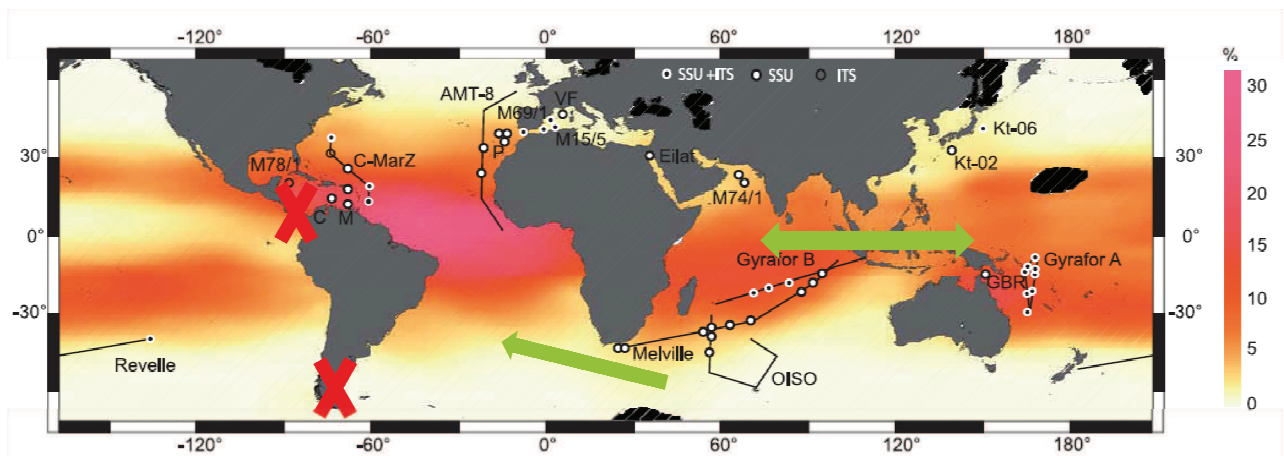 -120° -60° 0° 60° 120° 180°
%
SSU +ITS SSU ITS
AMT-8
M69/1
VF
M15/5
P
Eilat
Kt-06
Kt-02
C-MarZ
M78/1
C M
M74/1
Gyrafor B
Gyrafor A
GBR
Melville
OISO
Revelle
30°
0°
-30°
30°
0°
-30°
30
25
20
15
10
5
0
-120° -60° 0° 60° 120° 180°